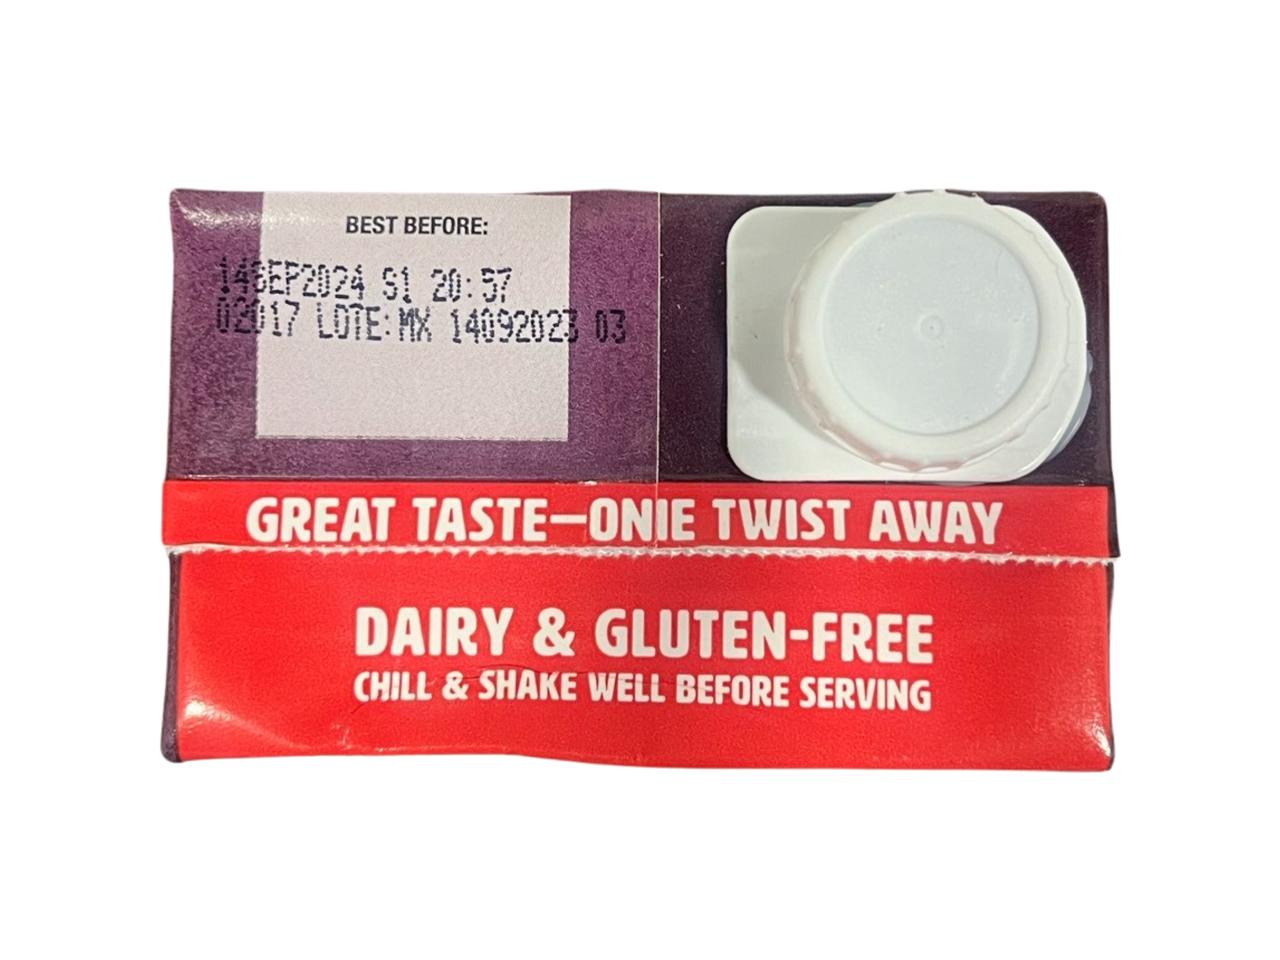 BEST BEFORE:
14SEP2024 S1 20:57
02017 LOTE:MX 14092023 03
GREAT TASTE—ONIE TWIST AWAY
DAIRY & GLUTEN-FREE
CHILL & SHAKE WELL BEFORE SERVING